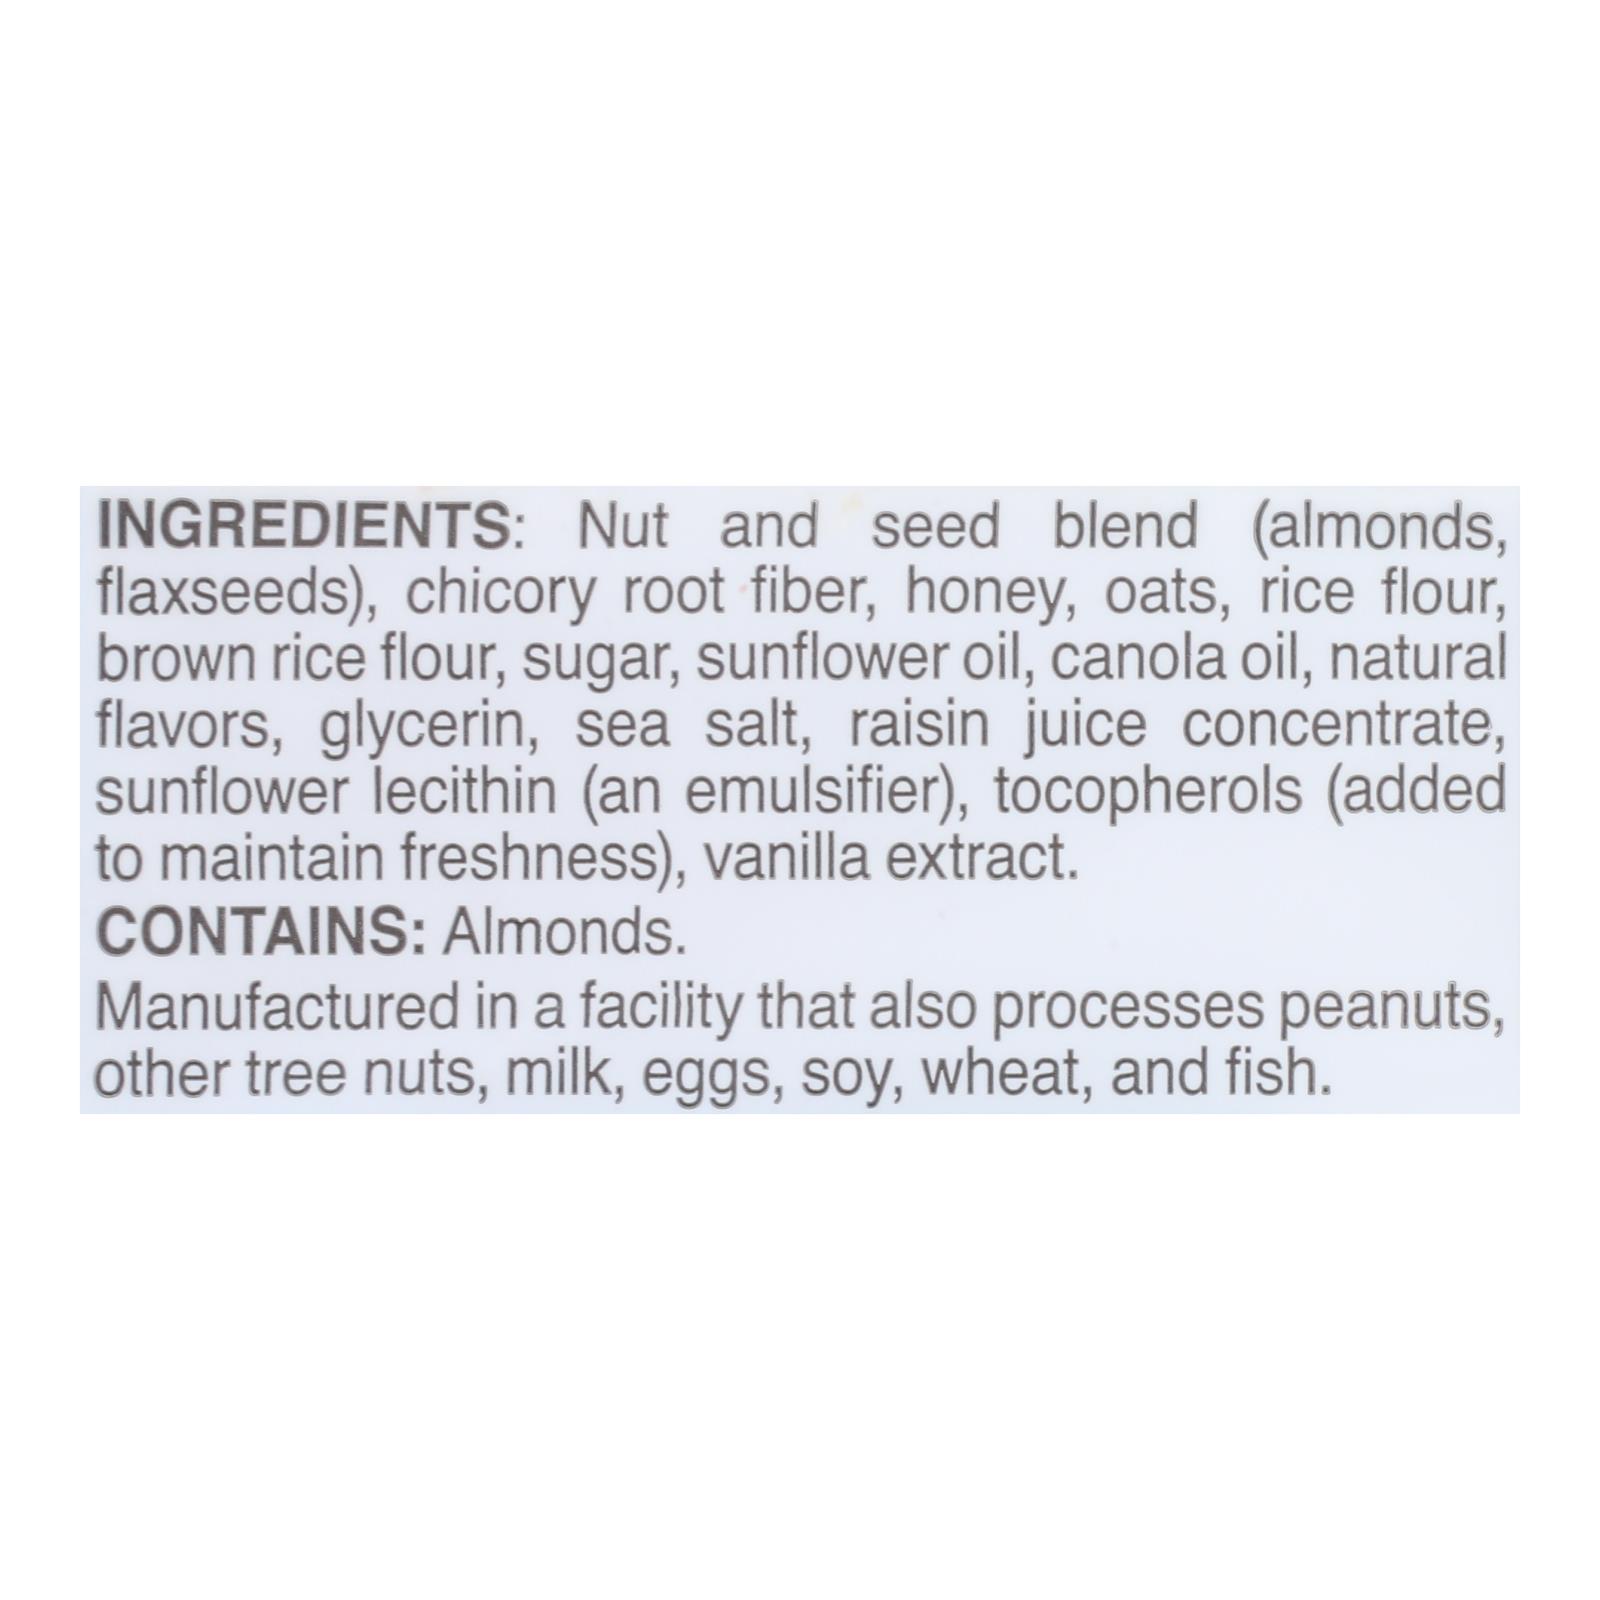 INGREDIENTS: Nut and seed blend (almonds,
flaxseeds), chicory root fiber, honey, oats, rice flour,
brown rice flour, sugar, sunflower oil, canola oil, natural
flavors, glycerin, sea salt, raisin juice concentrate,
sunflower lecithin (an emulsifier), tocopherols (added
to maintain freshness), vanilla extract.
CONTAINS: Almonds.
Manufactured in a facility that also processes peanuts,
other tree nuts, milk, eggs, soy, wheat, and fish.